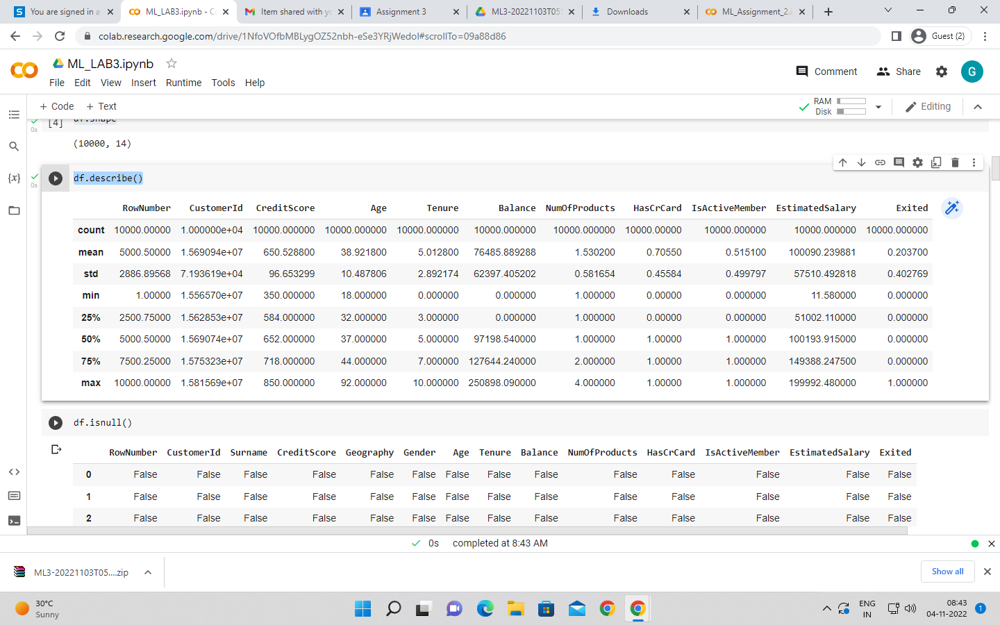 You are signed in a
ML_LAB3.ipynb - C
Item shared with yo
Assignment 3
ML3-20221103T05
Downloads
ML_Assignment_2.i
colab.research.google.com/drive/1NfoVOfbMBLygOZ52nbh-eSe3YRjWedoI#scrollTo=09a88d86
Guest (2)
ML_LAB3.ipynb
File Edit View Insert Runtime Tools Help
Comment Share G
+ Code + Text
RAM
Disk
Editing
[4] df.shape
0s
(10000, 14)
df.describe()
0s
RowNumber CustomerId CreditScore Age Tenure Balance NumOfProducts HasCrCard IsActiveMember EstimatedSalary Exited
count 10000.00000 1.000000e+04 10000.000000 10000.000000 10000.000000 10000.000000 10000.000000 10000.00000 10000.000000 10000.000000 10000.000000
mean 5000.50000 1.569094e+07 650.528800 38.921800 5.012800 76485.889288 1.530200 0.70550 0.515100 100090.239881 0.203700
std 2886.89568 7.193619e+04 96.653299 10.487806 2.892174 62397.405202 0.581654 0.45584 0.499797 57510.492818 0.402769
min 1.00000 1.556570e+07 350.000000 18.000000 0.000000 0.000000 1.000000 0.00000 0.000000 11.580000 0.000000
25% 2500.75000 1.562853e+07 584.000000 32.000000 3.000000 0.000000 1.000000 0.00000 0.000000 51002.110000 0.000000
50% 5000.50000 1.569074e+07 652.000000 37.000000 5.000000 97198.540000 1.000000 1.00000 1.000000 100193.915000 0.000000
75% 7500.25000 1.575323e+07 718.000000 44.000000 7.000000 127644.240000 2.000000 1.00000 1.000000 149388.247500 0.000000
max 10000.00000 1.581569e+07 850.000000 92.000000 10.000000 250898.090000 4.000000 1.00000 1.000000 199992.480000 1.000000
df.isnull()
RowNumber CustomerId Surname CreditScore Geography Gender Age Tenure Balance NumOfProducts HasCrCard IsActiveMember EstimatedSalary Exited
0 False False False False False False False False False False False False False False
1 False False False False False False False False False False False False False False
2 False False False False False False False False False False False False False False
0s completed at 8:43 AM
ML3-20221103T05....zip
Show all
30°C
Sunny
ENG
IN
08:43
04-11-2022
1